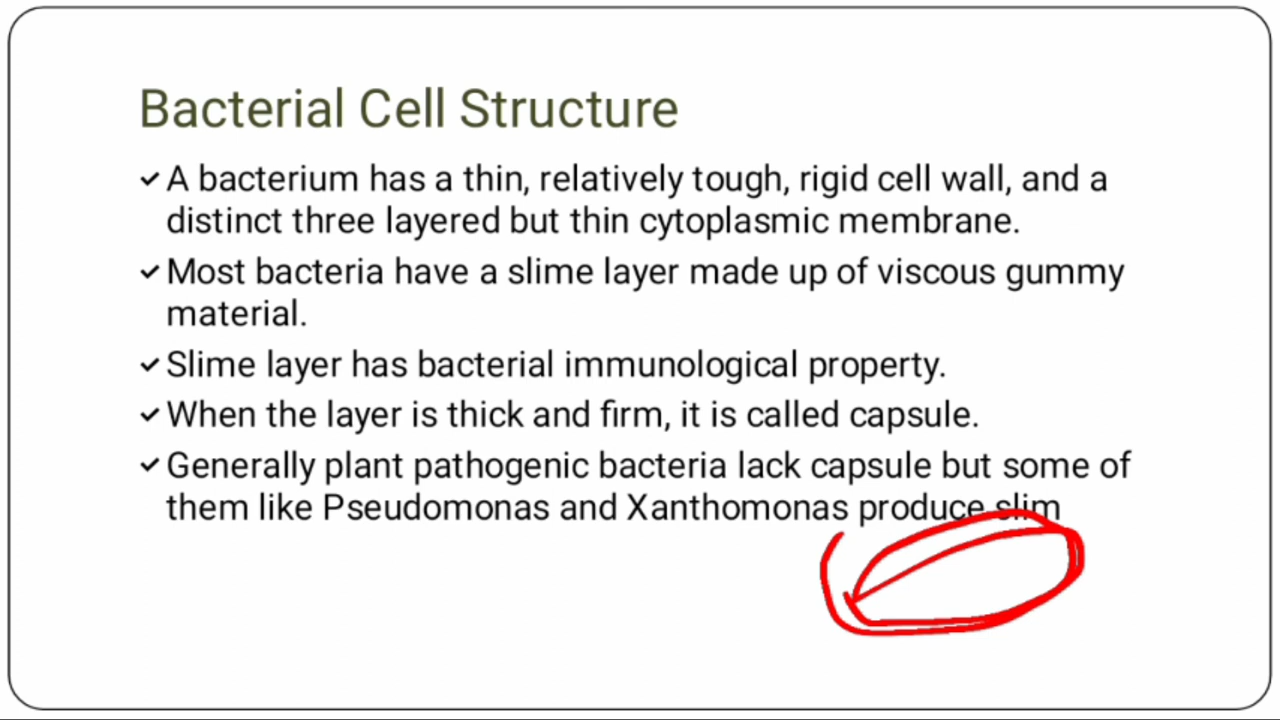 Bacterial Cell Structure
✓ A bacterium has a thin, relatively tough, rigid cell wall, and a
distinct three layered but thin cytoplasmic membrane.
✓ Most bacteria have a slime layer made up of viscous gummy
material.
✓ Slime layer has bacterial immunological property.
✓ When the layer is thick and firm, it is called capsule.
✓ Generally plant pathogenic bacteria lack capsule but some of
them like Pseudomonas and Xanthomonas produce slim